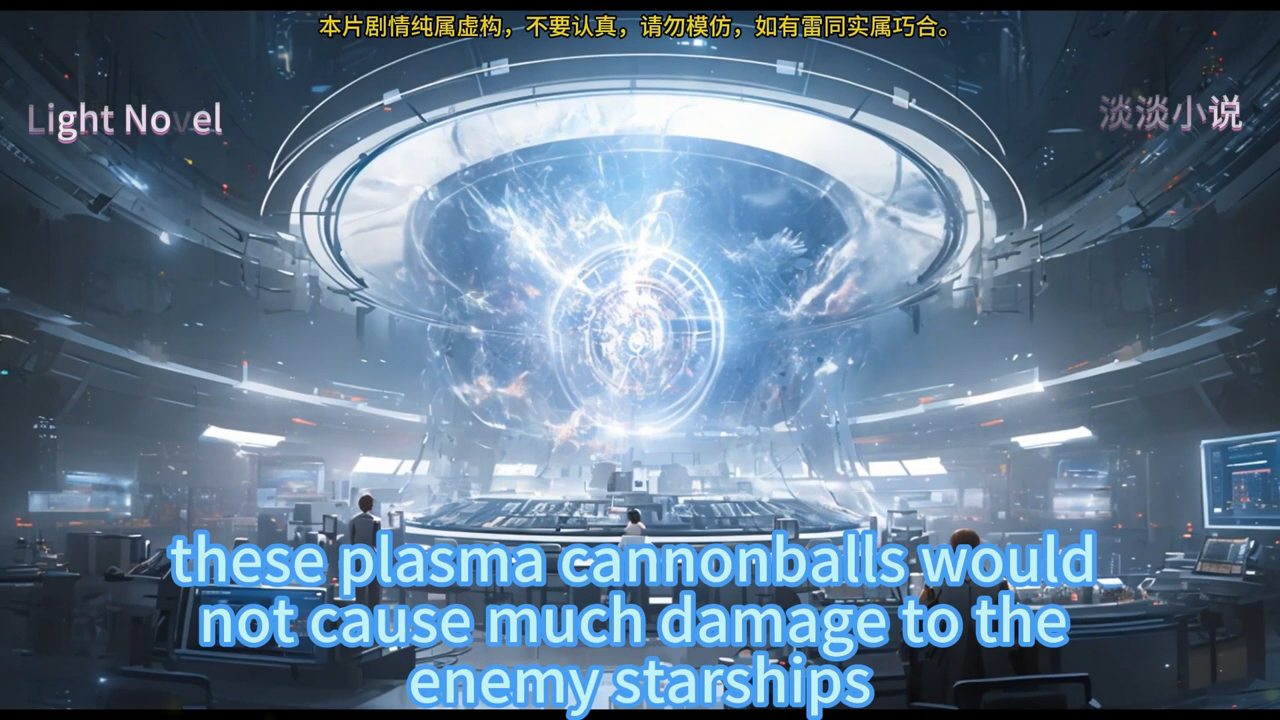 本片剧情纯属虚构，不要认真，请勿模仿，如有雷同实属巧合。
Light Novel
淡淡小说
these plasma cannonballs would
not cause much damage to the
enemy starships